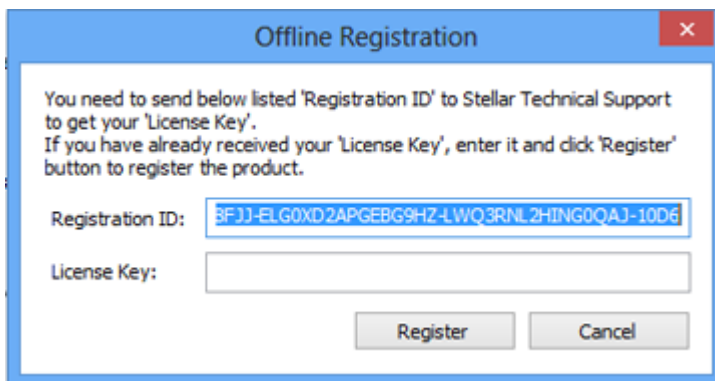 Offline Registration
You need to send below listed 'Registration ID' to Stellar Technical Support
to get your 'License Key'.
If you have already received your 'License Key', enter it and click 'Register'
button to register the product.
Registration ID: BFJJ-ELG0XD2APGEBG9HZ-LWQ3RNL2HING0QAJ-10D6
License Key:
Register Cancel